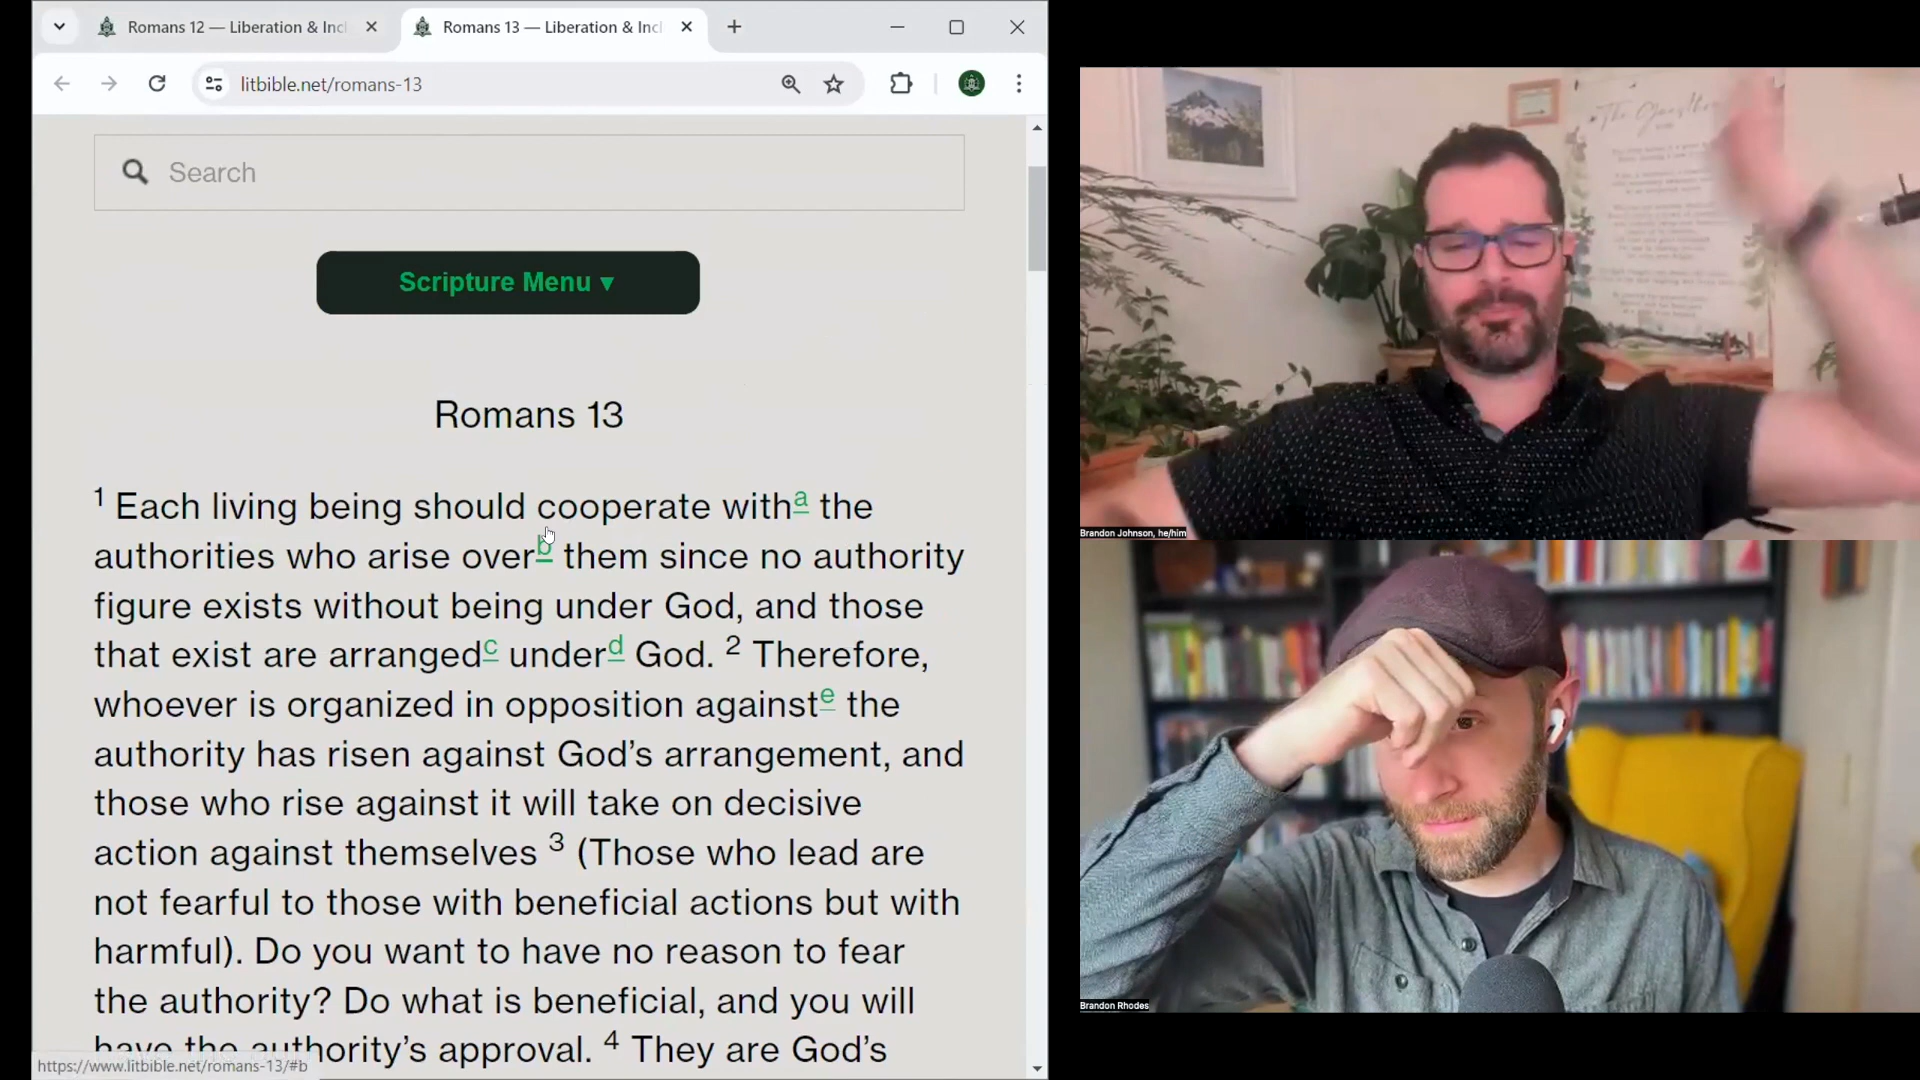 Romans 12 — Liberation & Incl
Romans 13 — Liberation & Incl
litbible.net/romans-13
Search
Scripture Menu ▾
Romans 13
1 Each living being should cooperate witha the
authorities who arise overb them since no authority
figure exists without being under God, and those
that exist are arrangedc underd God. 2 Therefore,
whoever is organized in opposition againste the
authority has risen against God’s arrangement, and
those who rise against it will take on decisive
action against themselves 3 (Those who lead are
not fearful to those with beneficial actions but with
harmful). Do you want to have no reason to fear
the authority? Do what is beneficial, and you will
have the authority’s approval. 4 They are God’s
https://www.litbible.net/romans-13/#b
Brandon Johnson, he/him
Brandon Rhodes